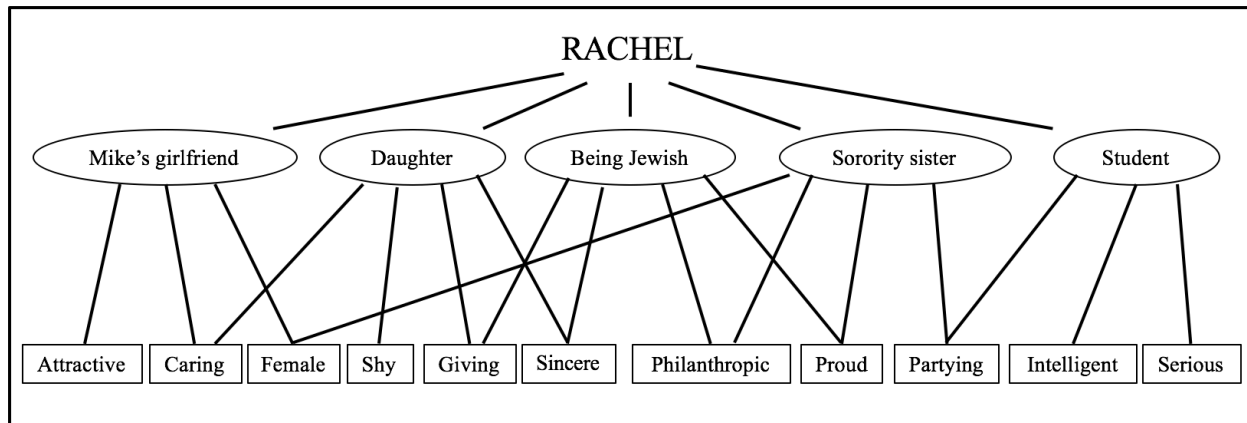 RACHEL
Mike’s girlfriend
Daughter
Being Jewish
Sorority sister
Student
Attractive
Caring
Female
Shy
Giving
Sincere
Philanthropic
Proud
Partying
Intelligent
Serious